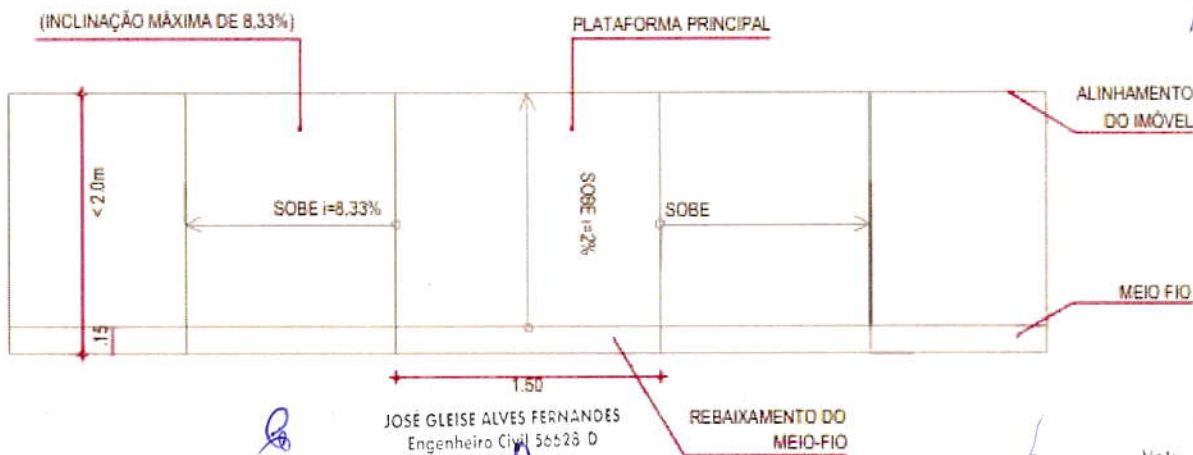 (INCLINAÇÃO MÁXIMA DE 8,33%)
PLATAFORMA PRINCIPAL
ALINHAMENTO
DO IMÓVEL
< 2.0m
SOBE i=8,33%
SOBE i=2%
SOBE
MEIO FIO
.15
1.50
JOSÉ GLEISE ALVES FERNANDES
Engenheiro Civil 56528 D
REBAIXAMENTO DO
MEIO-FIO